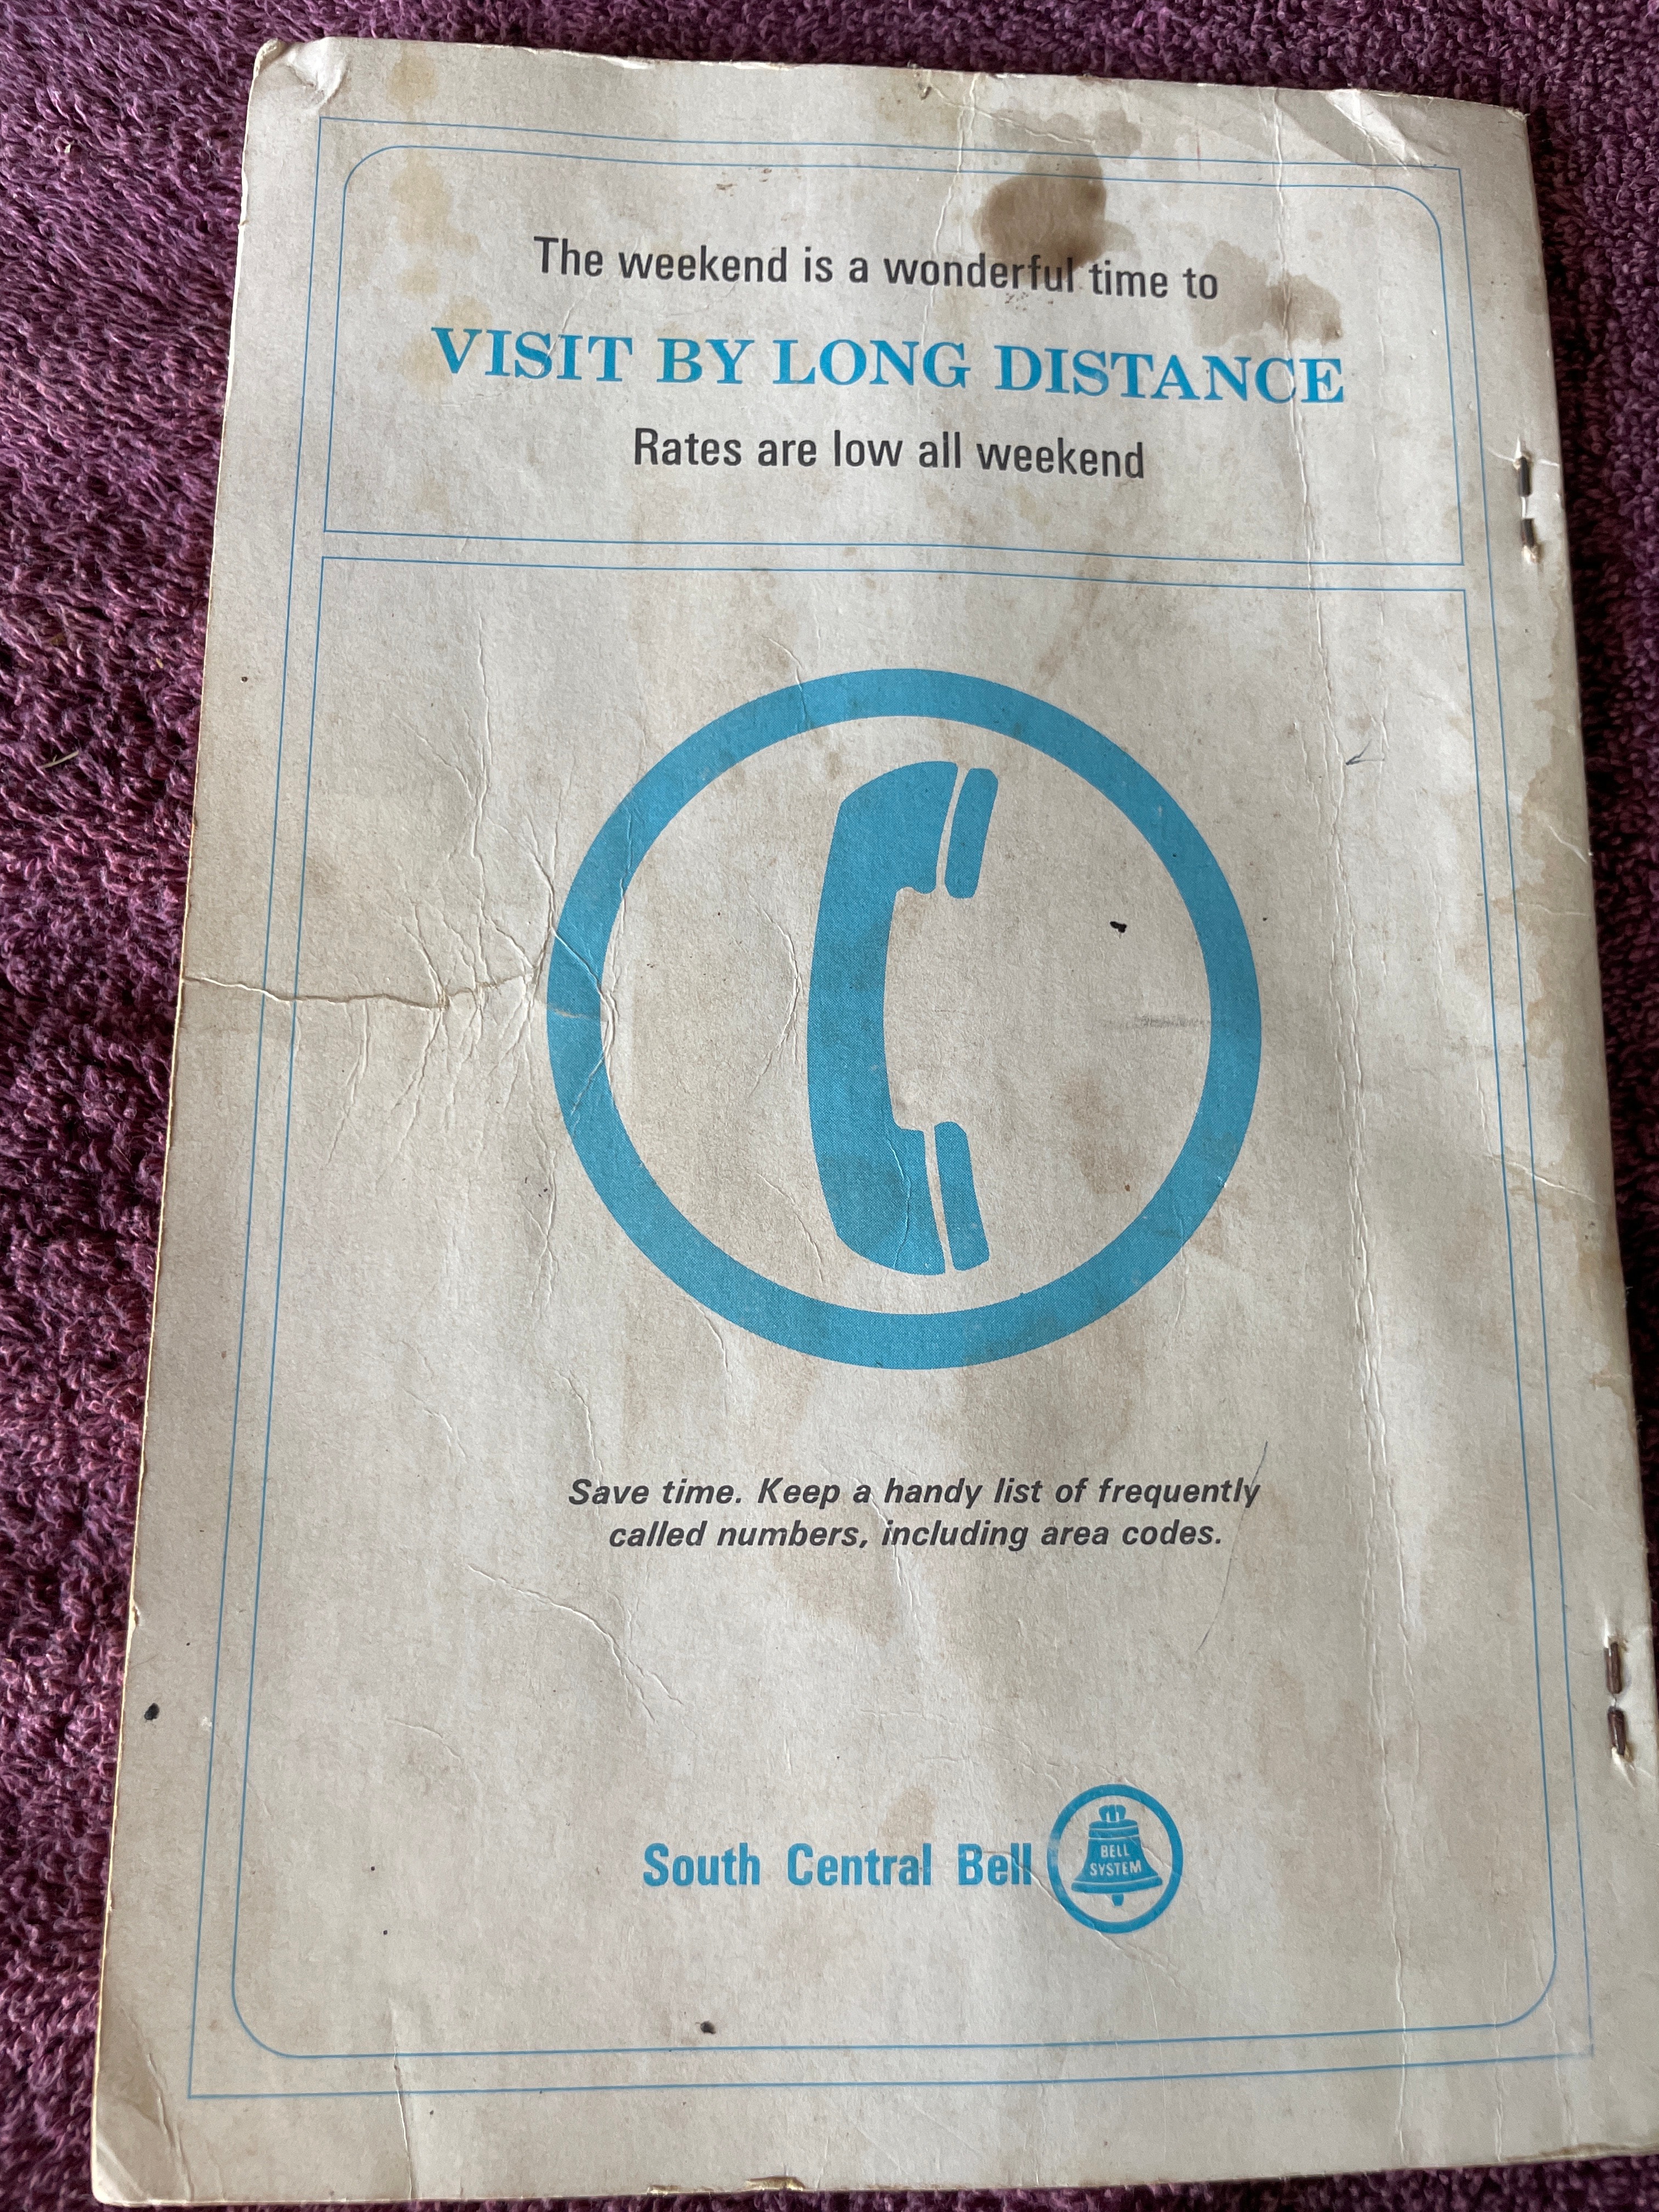 The weekend is a wonderful time to
VISIT BY LONG DISTANCE
Rates are low all weekend
Save time. Keep a handy list of frequently
called numbers, including area codes.
South Central Bell
BELL
SYSTEM